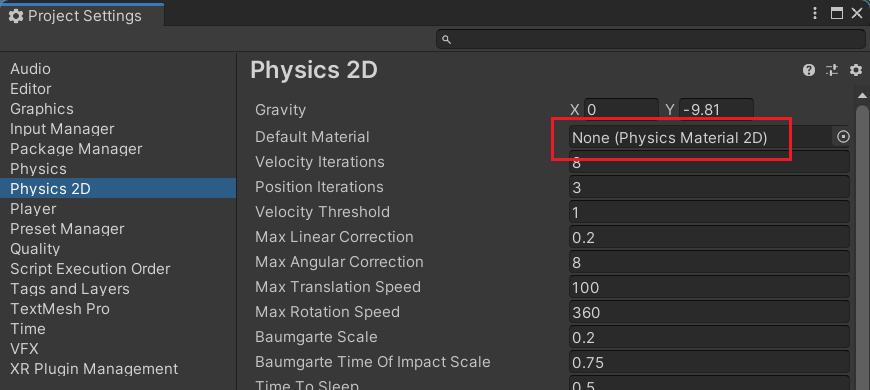 Project Settings
Audio
Editor
Graphics
Input Manager
Package Manager
Physics
Physics 2D
Player
Preset Manager
Quality
Script Execution Order
Tags and Layers
TextMesh Pro
Time
VFX
XR Plugin Management
Physics 2D
Gravity X 0 Y -9.81
Default Material None (Physics Material 2D)
Velocity Iterations 8
Position Iterations 3
Velocity Threshold 1
Max Linear Correction 0.2
Max Angular Correction 8
Max Translation Speed 100
Max Rotation Speed 360
Baumgarte Scale 0.2
Baumgarte Time Of Impact Scale 0.75
Time To Sleep 0.5